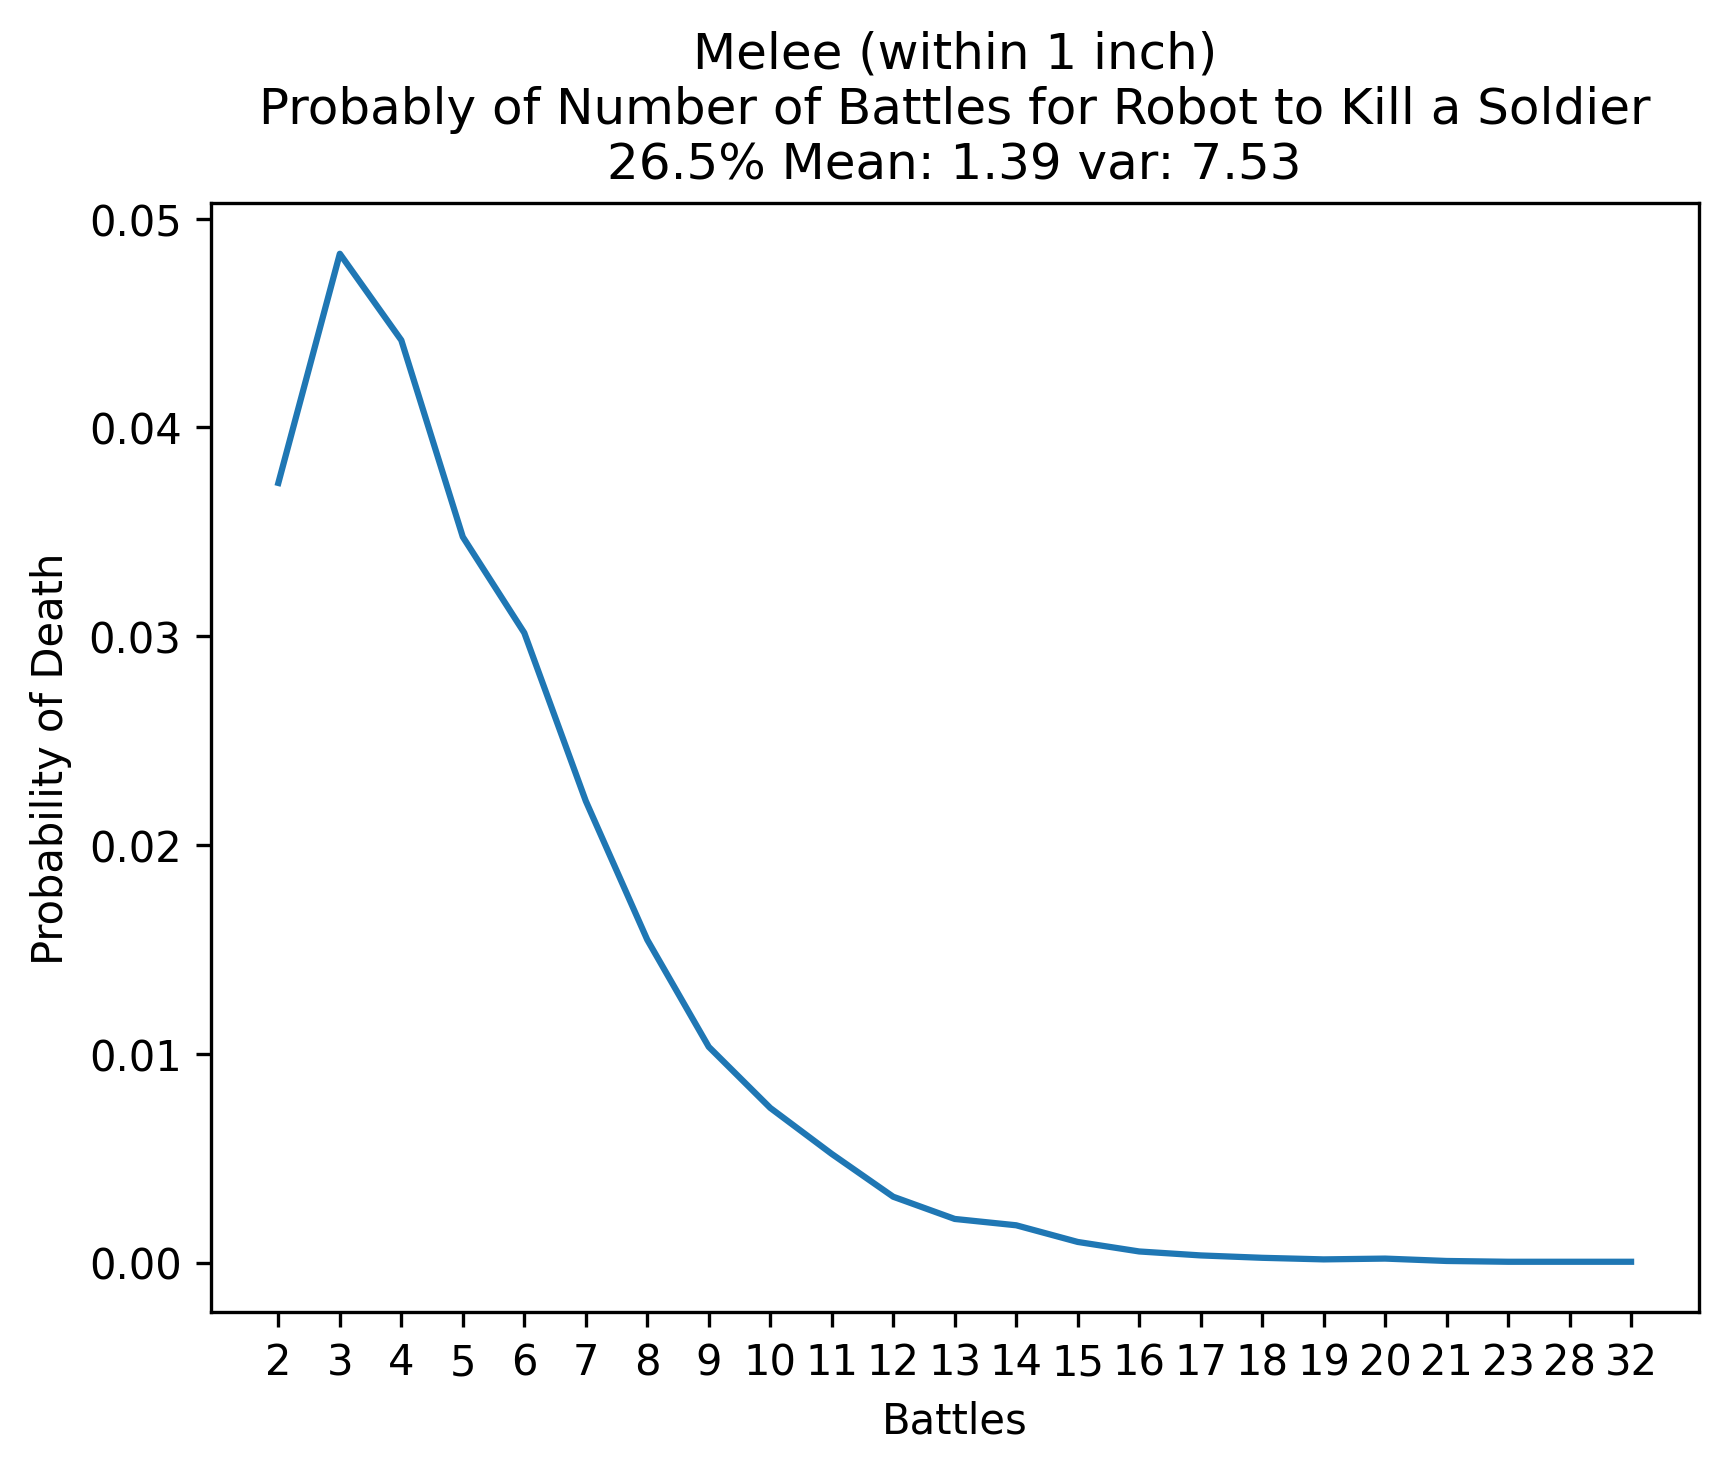 Melee (within 1 inch)
Probably of Number of Battles for Robot to Kill a Soldier
26.5% Mean: 1.39 var: 7.53
0.05
0.04
0.03
0.02
0.01
0.00
Probability of Death
2 3 4 5 6 7 8 9 10 11 12 13 14 15 16 17 18 19 20 21 23 28 32
Battles